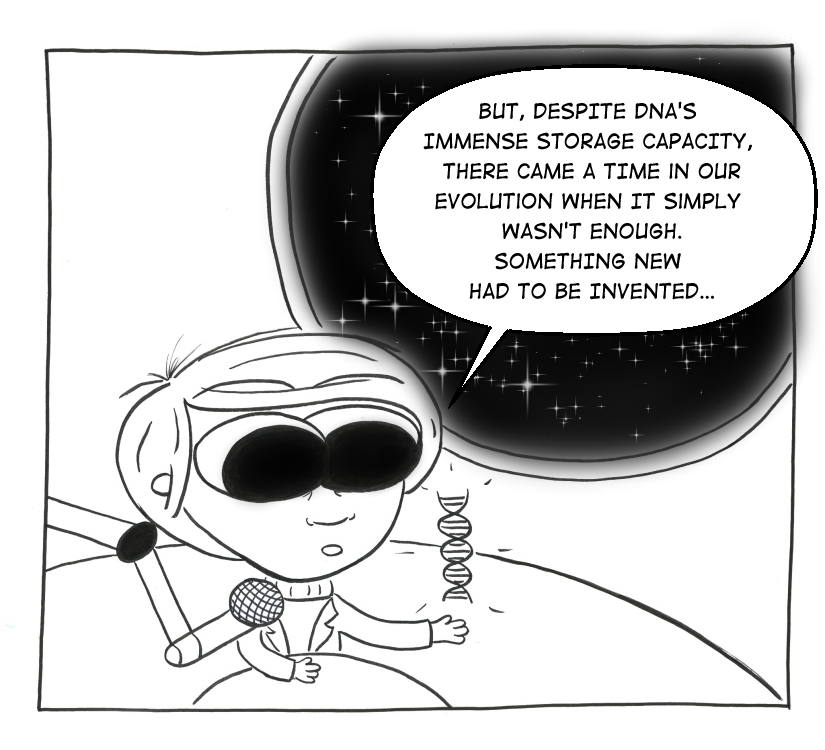 BUT, DESPITE DNA'S
IMMENSE STORAGE CAPACITY,
THERE CAME A TIME IN OUR
EVOLUTION WHEN IT SIMPLY
WASN'T ENOUGH.
SOMETHING NEW
HAD TO BE INVENTED...